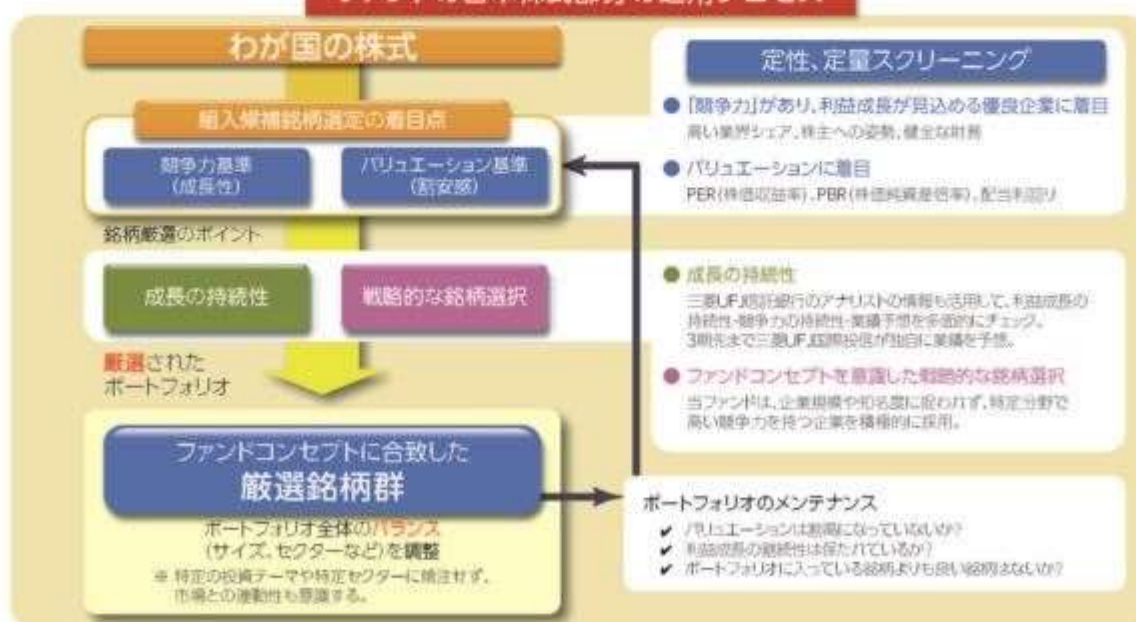 わが国の株式
組入候補銘柄選定の着目点
競争力基準
(成長性)
バリュエーション基準
(割安感)
銘柄厳選のポイント
成長の持続性
戦略的な銘柄選択
厳選された
ポートフォリオ
ファンドコンセプトに合致した
厳選銘柄群
ポートフォリオ全体のバランス
(サイズ、セクターなど)を調整
※ 特定の投資テーマや特定セクターに傾注せず、
市場との連動性も意識する。
定性、定量スクリーニング
● 「競争力」があり、利益成長が見込める優良企業に着目
高い業界シェア、株主への姿勢、健全な財務
● バリュエーションに着目
PER(株価収益率)、PBR(株価純資産倍率)、配当利回り
● 成長の持続性
三菱UFJ信託銀行のアナリストの情報も活用して、利益成長の
持続性・競争力の持続性・業績予想を多面的にチェック。
3期先まで三菱UFJ国際投信が独自に業績を予想。
● ファンドコンセプトを意識した戦略的な銘柄選択
当ファンドは、企業規模や知名度に捉われず、特定分野で
高い競争力を持つ企業を積極的に採用。
ポートフォリオのメンテナンス
✔ バリュエーションは割高になっていないか?
✔ 利益成長の継続性は保たれているか?
✔ ポートフォリオに入っている銘柄よりも良い銘柄はないか?